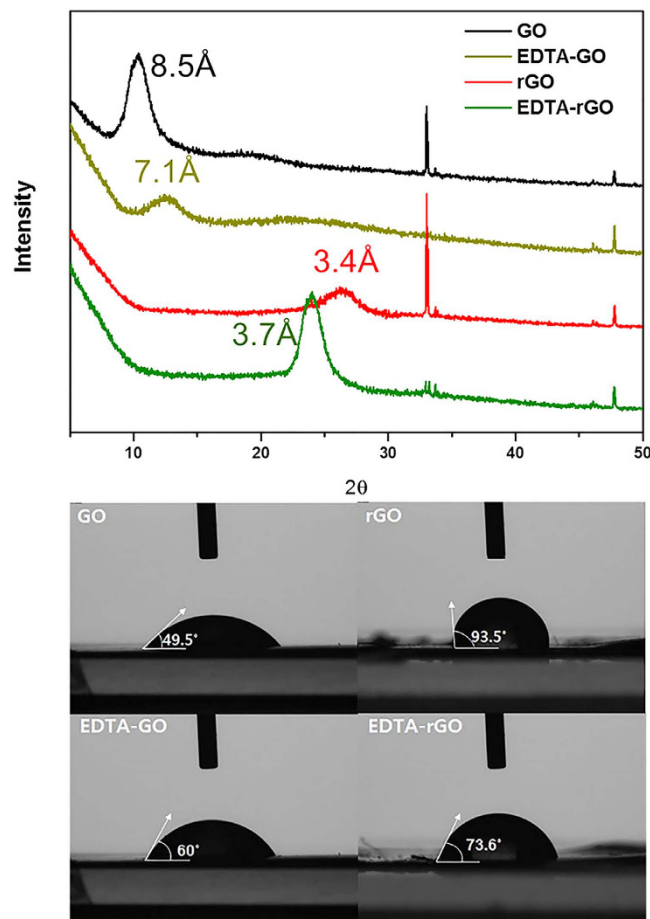 GO
EDTA-GO
rGO
EDTA-rGO
8.5Å
7.1Å
3.4Å
3.7Å
Intensity
10 20 30 40 50
2θ
GO
49.5°
rGO
93.5°
EDTA-GO
60°
EDTA-rGO
73.6°